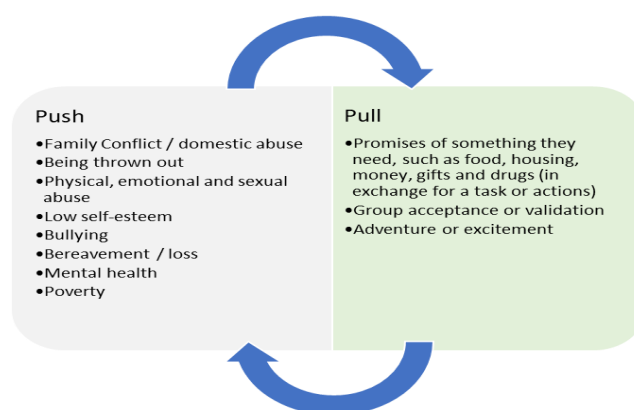 Push
•Family Conflict / domestic abuse
•Being thrown out
•Physical, emotional and sexual
abuse
•Low self-esteem
•Bullying
•Bereavement / loss
•Mental health
•Poverty
Pull
•Promises of something they
need, such as food, housing,
money, gifts and drugs (in
exchange for a task or actions)
•Group acceptance or validation
•Adventure or excitement